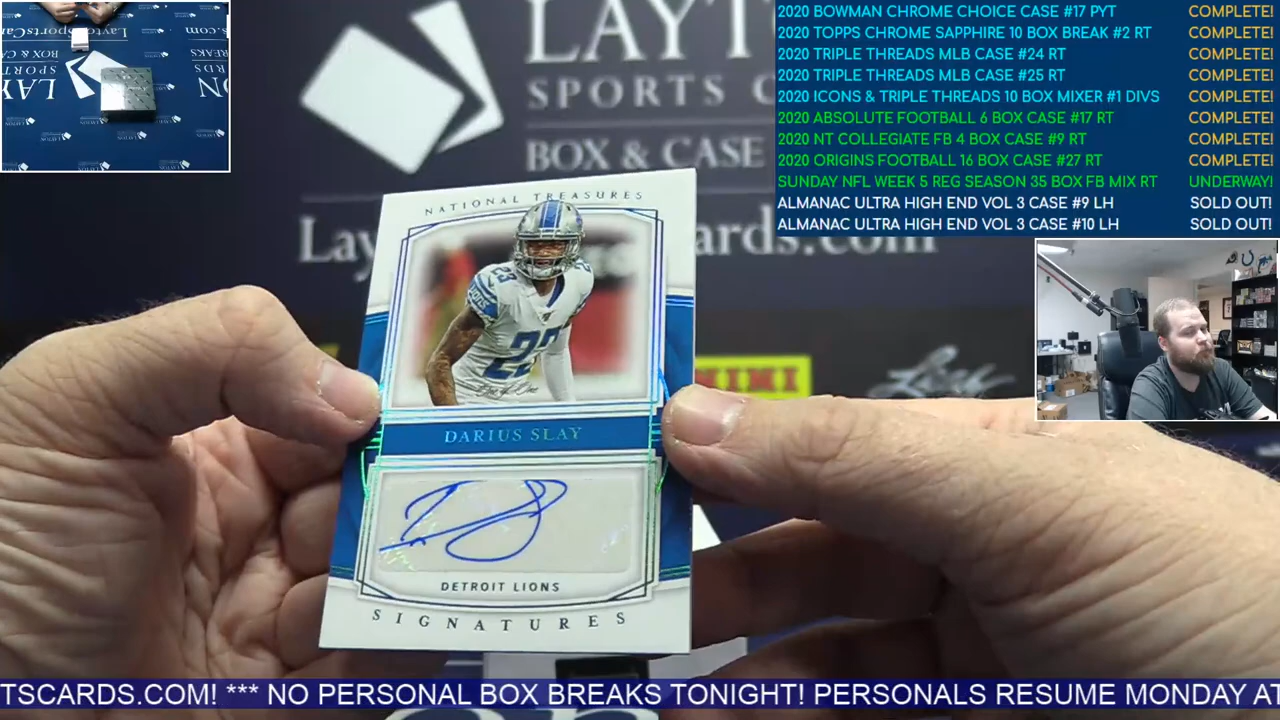 2020 BOWMAN CHROME CHOICE CASE #17 PYT COMPLETE!
2020 TOPPS CHROME SAPPHIRE 10 BOX BREAK #2 RT COMPLETE!
2020 TRIPLE THREADS MLB CASE #24 RT COMPLETE!
2020 TRIPLE THREADS MLB CASE #25 RT COMPLETE!
2020 ICONS & TRIPLE THREADS 10 BOX MIXER #1 DIVS COMPLETE!
2020 ABSOLUTE FOOTBALL 6 BOX CASE #17 RT COMPLETE!
2020 NT COLLEGIATE FB 4 BOX CASE #9 RT COMPLETE!
2020 ORIGINS FOOTBALL 16 BOX CASE #27 RT COMPLETE!
SUNDAY NFL WEEK 5 REG SEASON 35 BOX FB MIX RT UNDERWAY!
ALMANAC ULTRA HIGH END VOL 3 CASE #9 LH SOLD OUT!
ALMANAC ULTRA HIGH END VOL 3 CASE #10 LH SOLD OUT!
LAYT
SPORTS C
BOX & CASE
Lay ards.com
NATIONAL TREASURES
23
DARIUS SLAY
DETROIT LIONS
SIGNATURES
PANINI
Leaf
TSCARDS.COM! *** NO PERSONAL BOX BREAKS TONIGHT! PERSONALS RESUME MONDAY AT